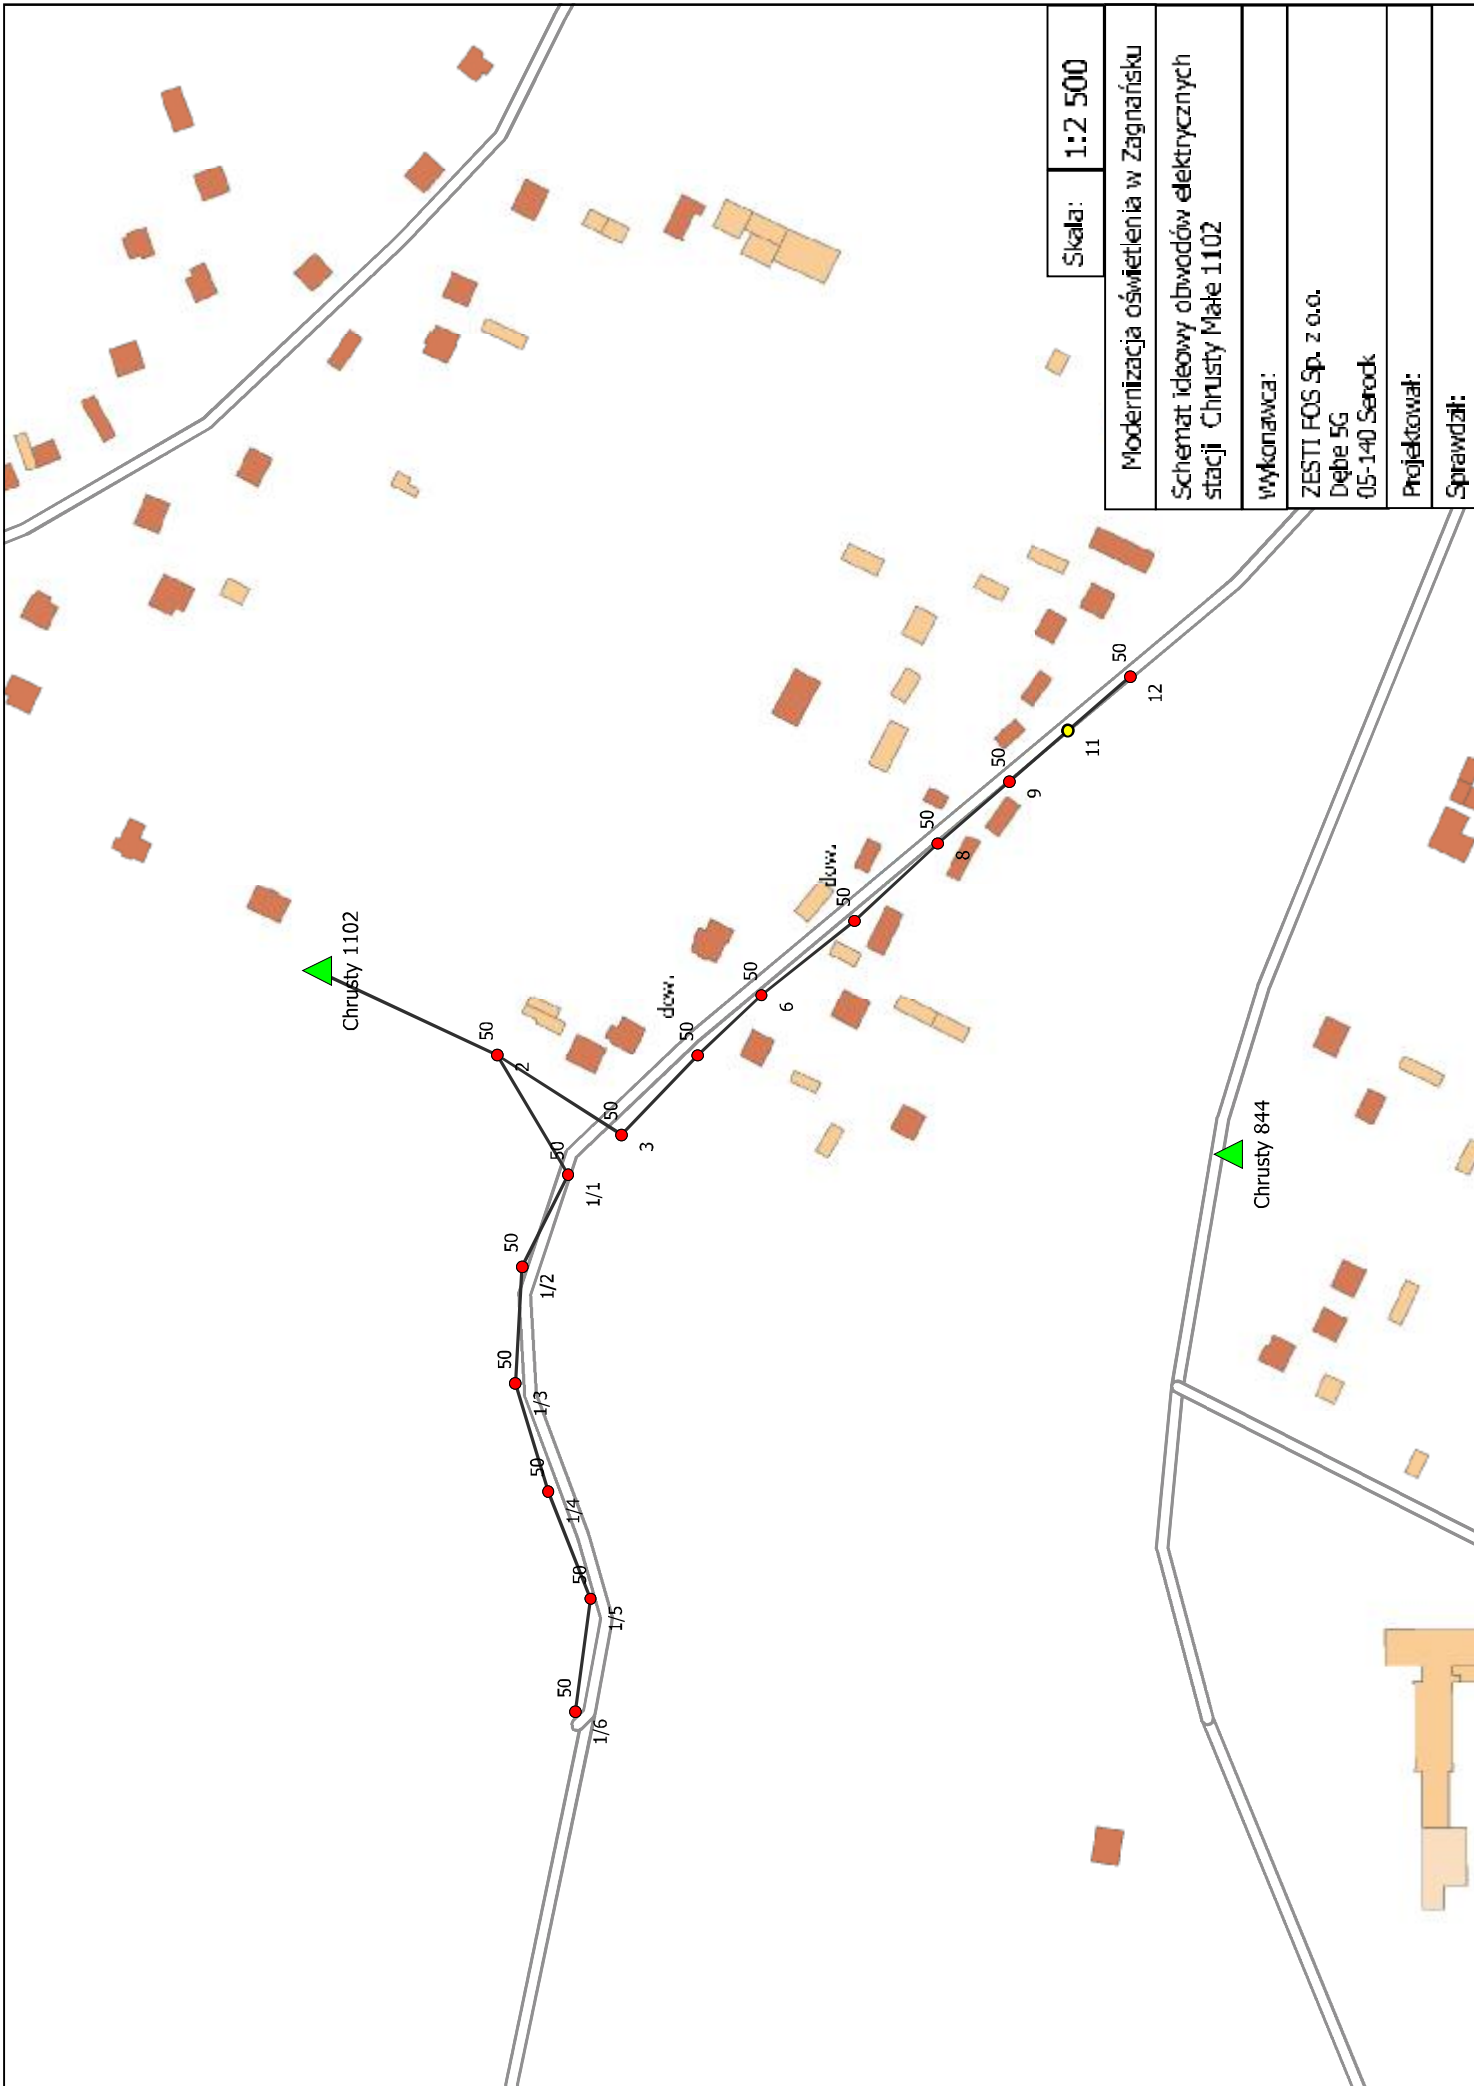 Skala: 1:2 500
Modernizacja oświetlenia w Zagnańsku
Schemat ideowy obwodów elektrycznych
stacji Chrusty Małe 1102
Wykonawca:
ZESTI FOS Sp. z o.o.
Dębe 5G
05-140 Serock
Projektował:
Sprawdził:
Chrusty 1102
50
2
50
3
50
1/1
50
1/2
50
1/3
50
1/4
50
1/5
50
1/6
dow.
50
50
6
dow.
50
50
8
50
9
11
50
12
Chrusty 844